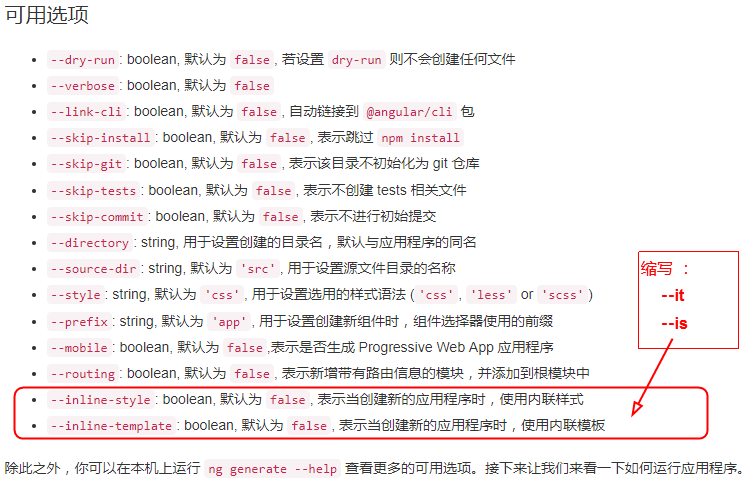 可用选项
--dry-run : boolean, 默认为 false , 若设置 dry-run 则不会创建任何文件
--verbose : boolean, 默认为 false
--link-cli : boolean, 默认为 false , 自动链接到 @angular/cli 包
--skip-install : boolean, 默认为 false , 表示跳过 npm install
--skip-git : boolean, 默认为 false , 表示该目录不初始化为 git 仓库
--skip-tests : boolean, 默认为 false , 表示不创建 tests 相关文件
--skip-commit : boolean, 默认为 false , 表示不进行初始提交
--directory : string, 用于设置创建的目录名，默认与应用程序的同名
--source-dir : string, 默认为 'src' , 用于设置源文件目录的名称
--style : string, 默认为 'css' , 用于设置选用的样式语法 ( 'css' , 'less' or 'scss' )
--prefix : string, 默认为 'app' , 用于设置创建新组件时，组件选择器使用的前缀
--mobile : boolean, 默认为 false ,表示是否生成 Progressive Web App 应用程序
--routing : boolean, 默认为 false , 表示新增带有路由信息的模块，并添加到根模块中
--inline-style : boolean, 默认为 false , 表示当创建新的应用程序时，使用内联样式
--inline-template : boolean, 默认为 false , 表示当创建新的应用程序时，使用内联模板
缩写 ：
--it
--is
除此之外，你可以在本机上运行 ng generate --help 查看更多的可用选项。接下来让我们来看一下如何运行应用程序。